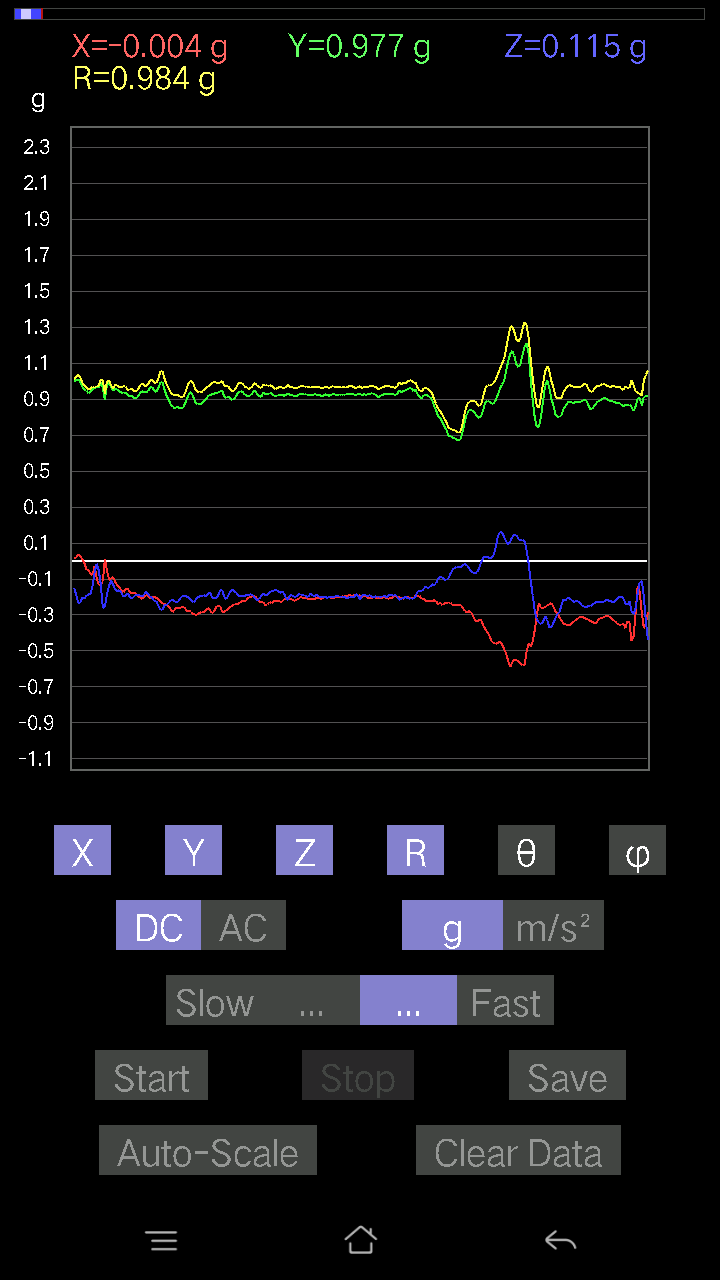 X=-0.004 g Y=0.977 g Z=0.115 g
R=0.984 g
g
2.3
2.1
1.9
1.7
1.5
1.3
1.1
0.9
0.7
0.5
0.3
0.1
-0.1
-0.3
-0.5
-0.7
-0.9
-1.1
X Y Z R θ φ
DC AC g m/s²
Slow ... ... Fast
Start Stop Save
Auto-Scale Clear Data